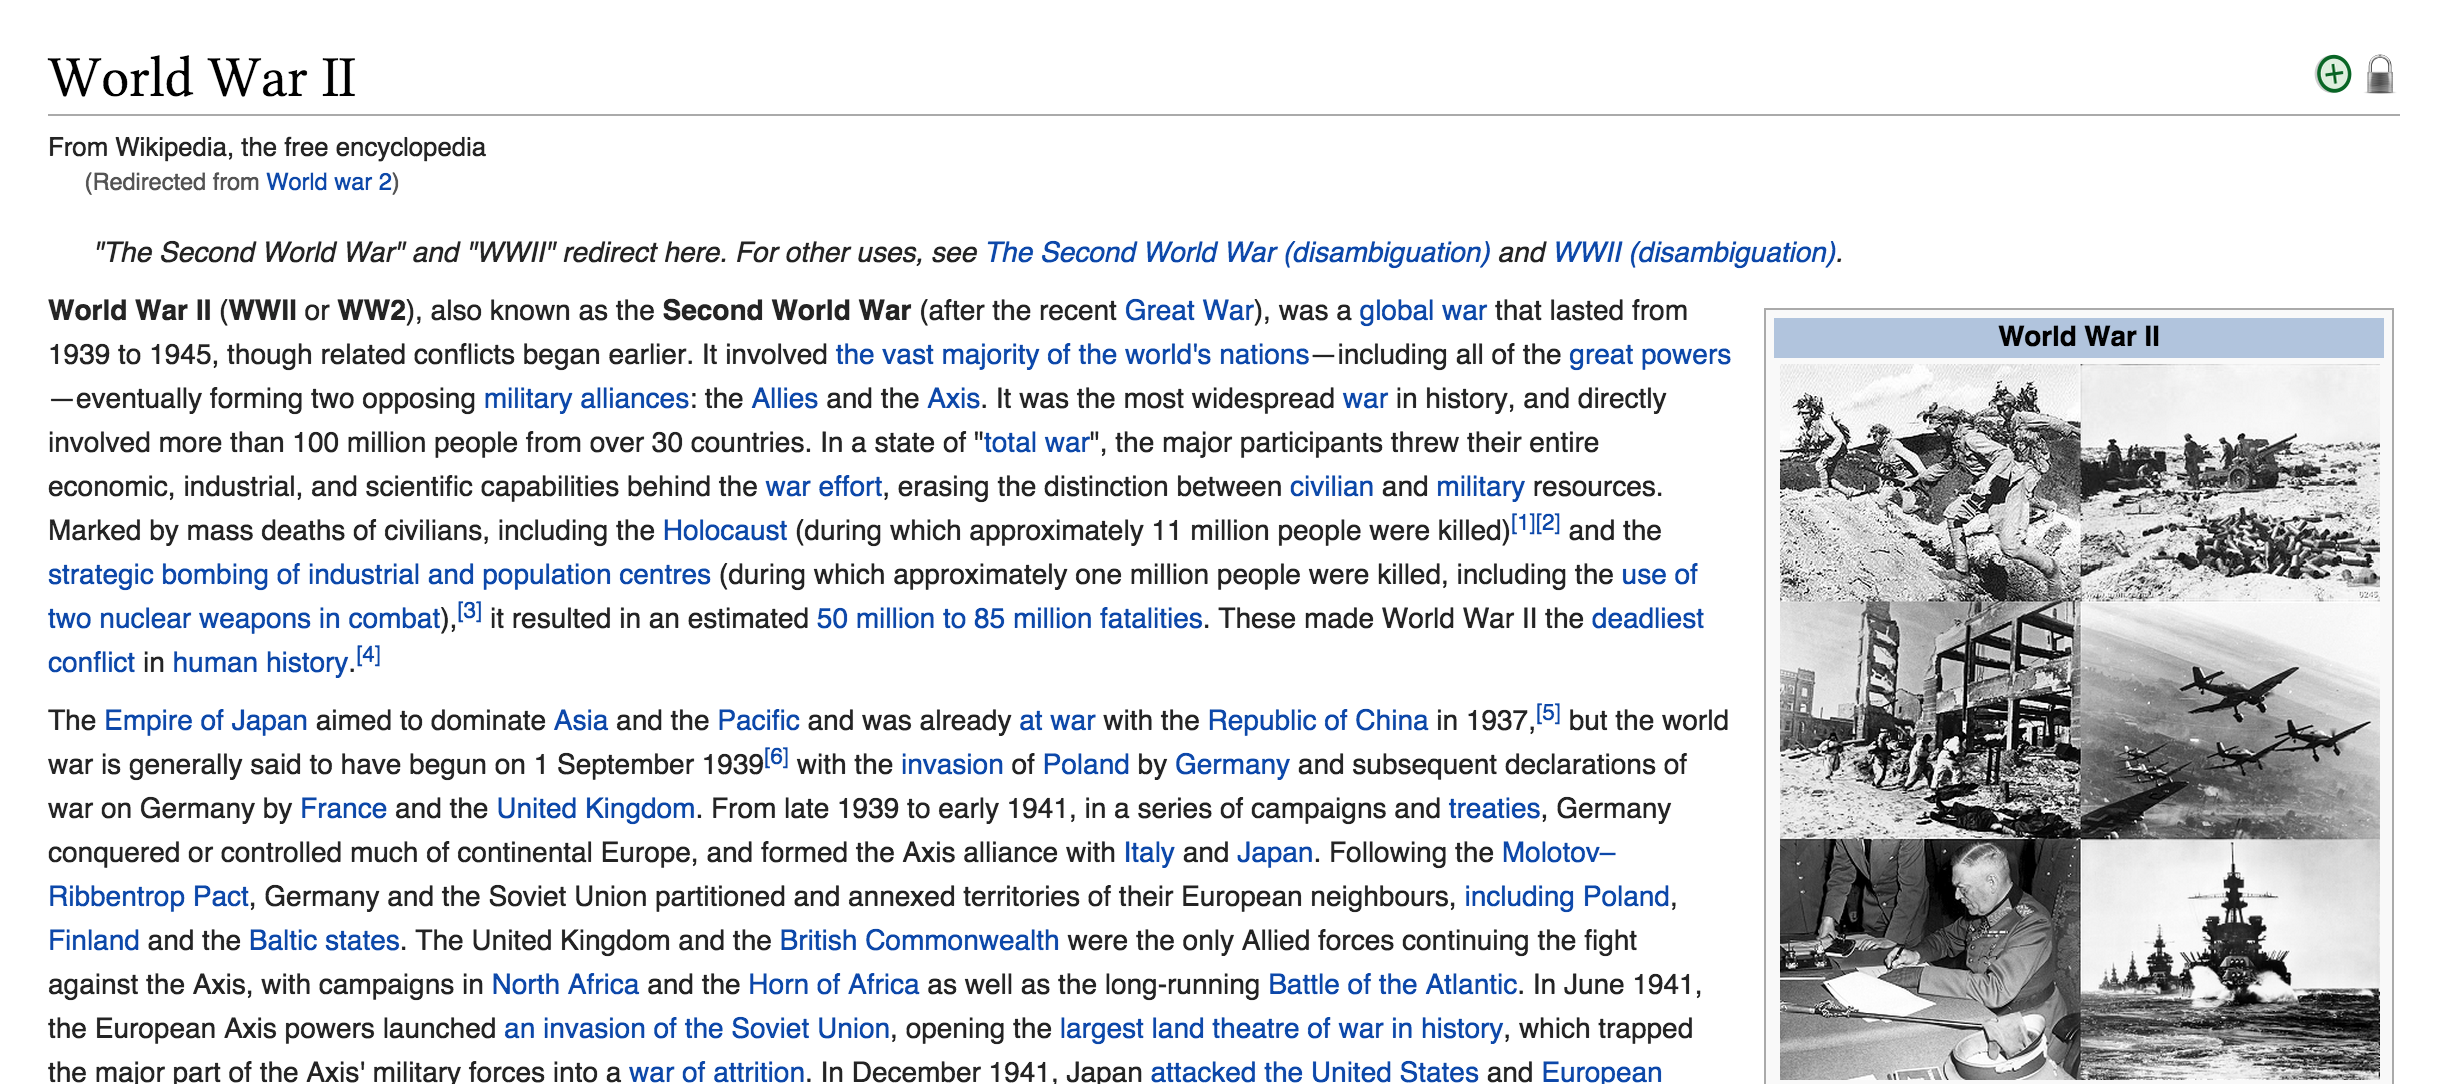 World War II
From Wikipedia, the free encyclopedia
(Redirected from World war 2)
"The Second World War" and "WWII" redirect here. For other uses, see The Second World War (disambiguation) and WWII (disambiguation).
World War II (WWII or WW2), also known as the Second World War (after the recent Great War), was a global war that lasted from
1939 to 1945, though related conflicts began earlier. It involved the vast majority of the world's nations—including all of the great powers
—eventually forming two opposing military alliances: the Allies and the Axis. It was the most widespread war in history, and directly
involved more than 100 million people from over 30 countries. In a state of "total war", the major participants threw their entire
economic, industrial, and scientific capabilities behind the war effort, erasing the distinction between civilian and military resources.
Marked by mass deaths of civilians, including the Holocaust (during which approximately 11 million people were killed)[1][2] and the
strategic bombing of industrial and population centres (during which approximately one million people were killed, including the use of
two nuclear weapons in combat),[3] it resulted in an estimated 50 million to 85 million fatalities. These made World War II the deadliest
conflict in human history.[4]
The Empire of Japan aimed to dominate Asia and the Pacific and was already at war with the Republic of China in 1937,[5] but the world
war is generally said to have begun on 1 September 1939[6] with the invasion of Poland by Germany and subsequent declarations of
war on Germany by France and the United Kingdom. From late 1939 to early 1941, in a series of campaigns and treaties, Germany
conquered or controlled much of continental Europe, and formed the Axis alliance with Italy and Japan. Following the Molotov–
Ribbentrop Pact, Germany and the Soviet Union partitioned and annexed territories of their European neighbours, including Poland,
Finland and the Baltic states. The United Kingdom and the British Commonwealth were the only Allied forces continuing the fight
against the Axis, with campaigns in North Africa and the Horn of Africa as well as the long-running Battle of the Atlantic. In June 1941,
the European Axis powers launched an invasion of the Soviet Union, opening the largest land theatre of war in history, which trapped
the major part of the Axis' military forces into a war of attrition. In December 1941, Japan attacked the United States and European
World War II